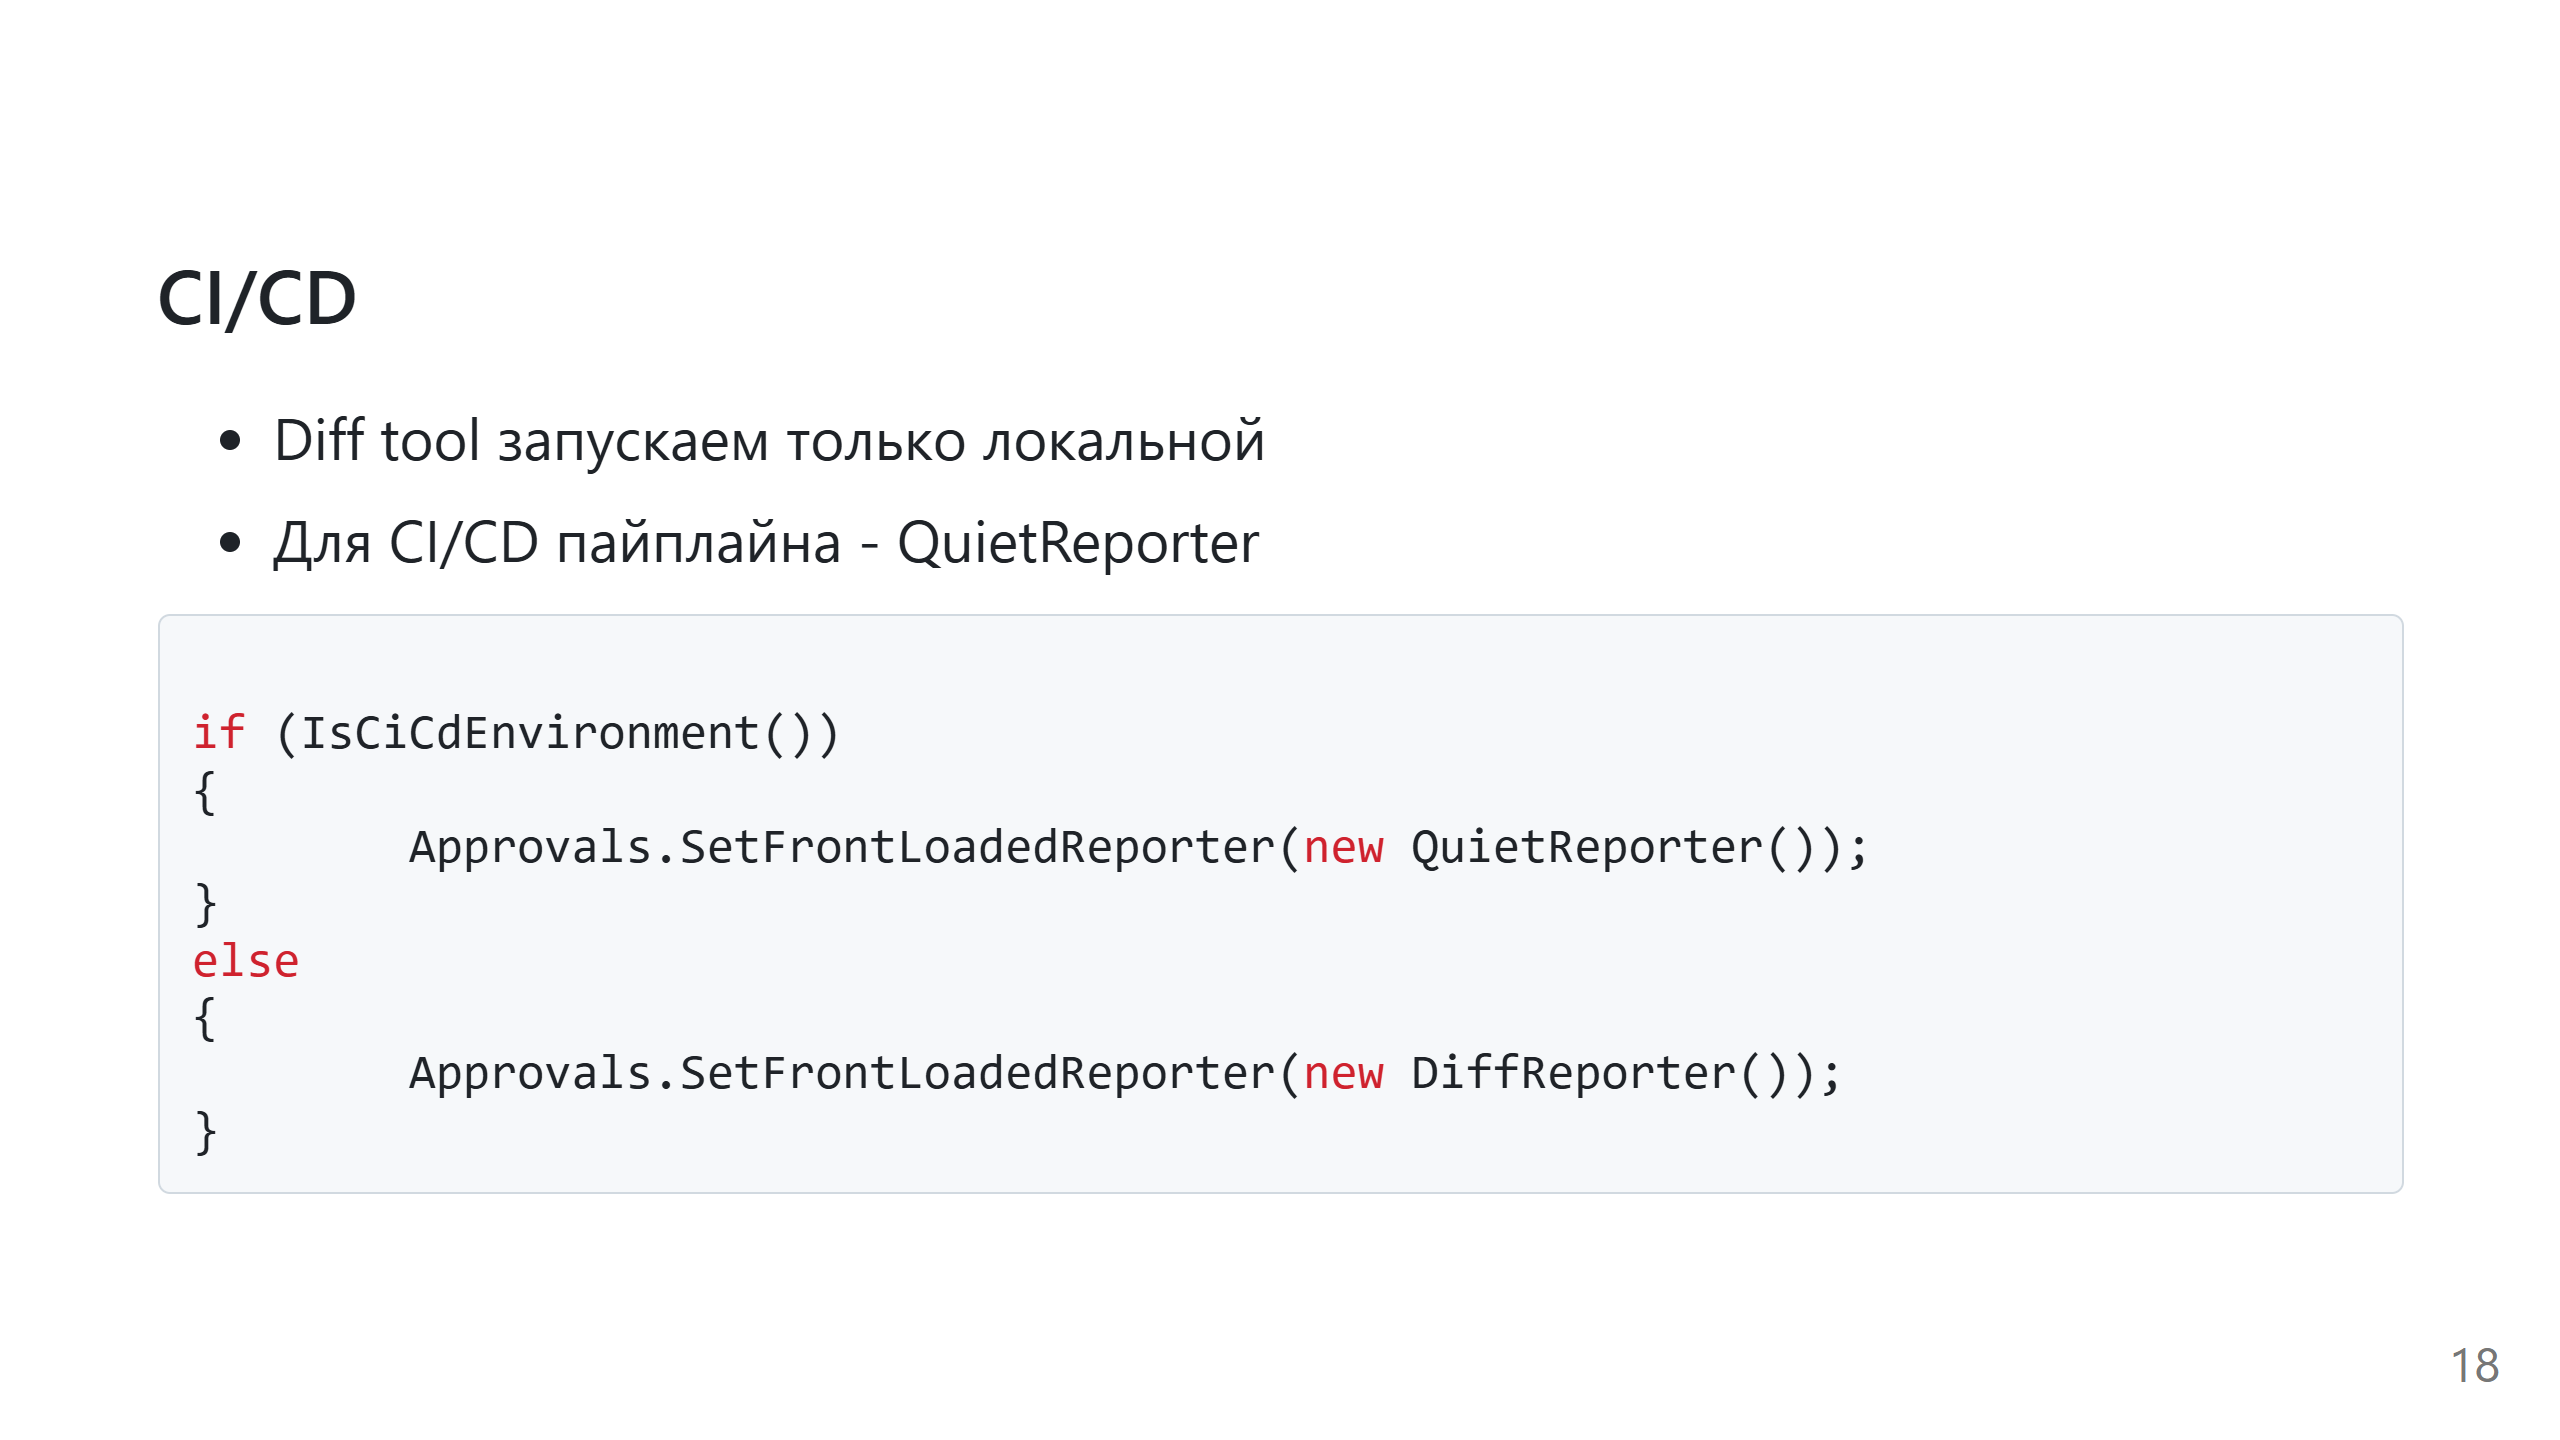 CI/CD
• Diff tool запускаем только локальной
• Для CI/CD пайплайна - QuietReporter
if (IsCiCdEnvironment())
{
        Approvals.SetFrontLoadedReporter(new QuietReporter());
}
else
{
        Approvals.SetFrontLoadedReporter(new DiffReporter());
}
18